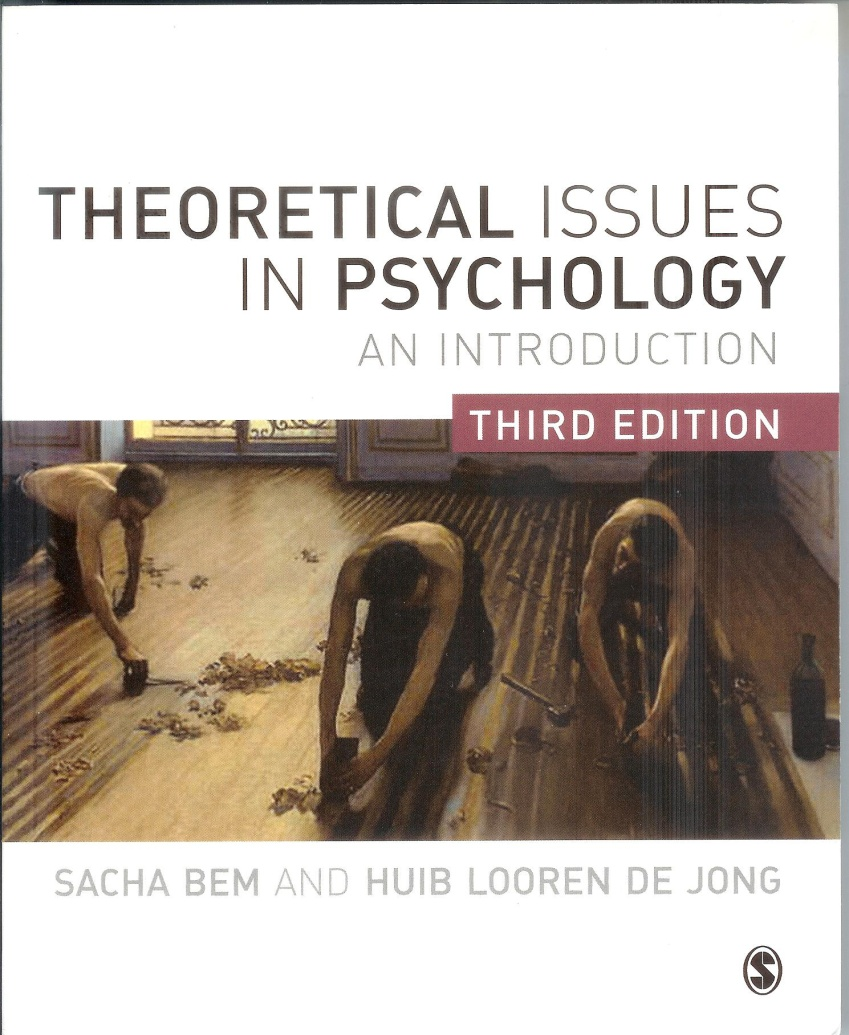 THEORETICAL ISSUES
IN PSYCHOLOGY
AN INTRODUCTION
THIRD EDITION
SACHA BEM AND HUIB LOOREN DE JONG
S